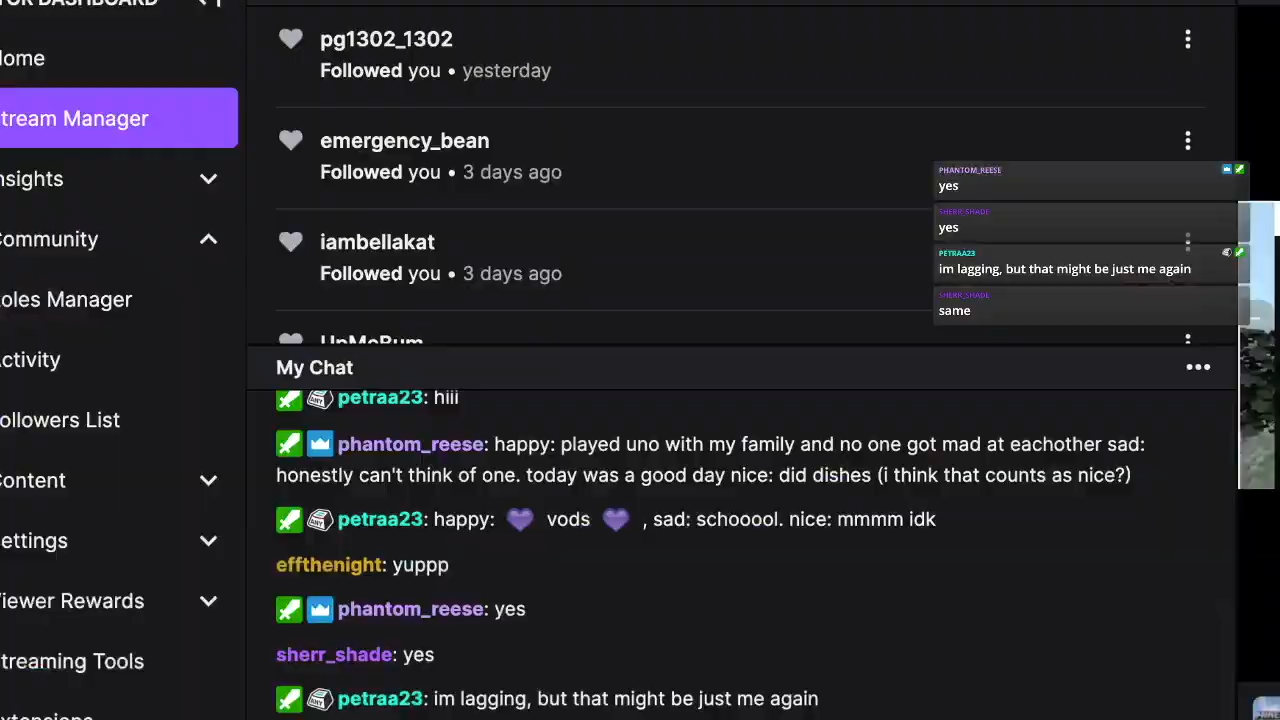 ome
tream Manager
nsights
ommunity
oles Manager
ctivity
ollowers List
ontent
ettings
iewer Rewards
treaming Tools
pg1302_1302
Followed you • yesterday
emergency_bean
Followed you • 3 days ago
iambellakat
Followed you • 3 days ago
UpMeBum
PHANTOM_REESE
yes
SHERR_SHADE
yes
PETRAA23
im lagging, but that might be just me again
SHERR_SHADE
same
My Chat
petraa23: hiii
phantom_reese: happy: played uno with my family and no one got mad at eachother sad:
honestly can't think of one. today was a good day nice: did dishes (i think that counts as nice?)
petraa23: happy: 💜 vods 💜 , sad: schooool. nice: mmmm idk
effthenight: yuppp
phantom_reese: yes
sherr_shade: yes
petraa23: im lagging, but that might be just me again